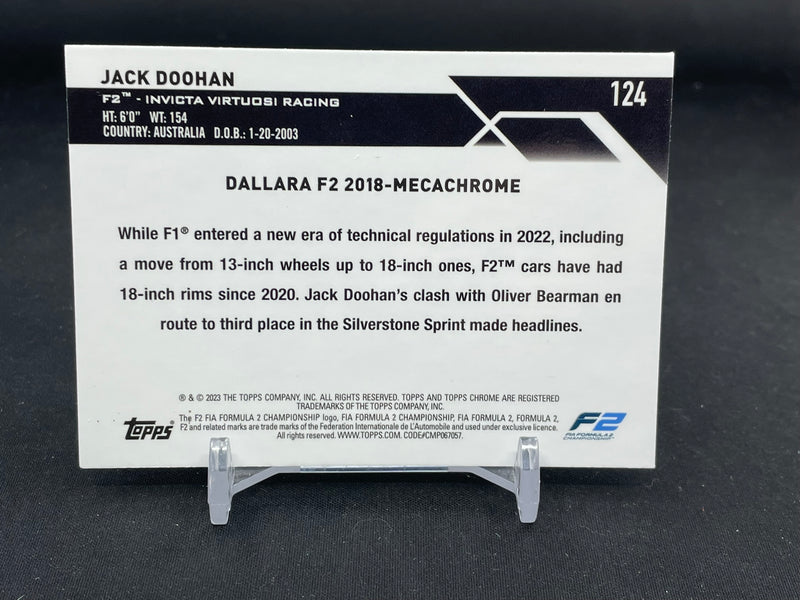 JACK DOOHAN
124
F2™ - INVICTA VIRTUOSI RACING
HT: 6'0" WT: 154
COUNTRY: AUSTRALIA D.O.B.: 1-20-2003
DALLARA F2 2018-MECACHROME
While F1® entered a new era of technical regulations in 2022, including
a move from 13-inch wheels up to 18-inch ones, F2™ cars have had
18-inch rims since 2020. Jack Doohan's clash with Oliver Bearman en
route to third place in the Silverstone Sprint made headlines.
® & © 2023 THE TOPPS COMPANY, INC. ALL RIGHTS RESERVED. TOPPS AND TOPPS CHROME ARE REGISTERED
TRADEMARKS OF THE TOPPS COMPANY, INC.
The F2 FIA FORMULA 2 CHAMPIONSHIP logo, FIA FORMULA 2 CHAMPIONSHIP, FIA FORMULA 2, FORMULA 2,
F2 and related marks are trade marks of the Federation Internationale de L'Automobile and used under exclusive licence.
All rights reserved. WWW.TOPPS.COM. CODE#CMP067057.
Topps
F2
FIA FORMULA 2
CHAMPIONSHIP